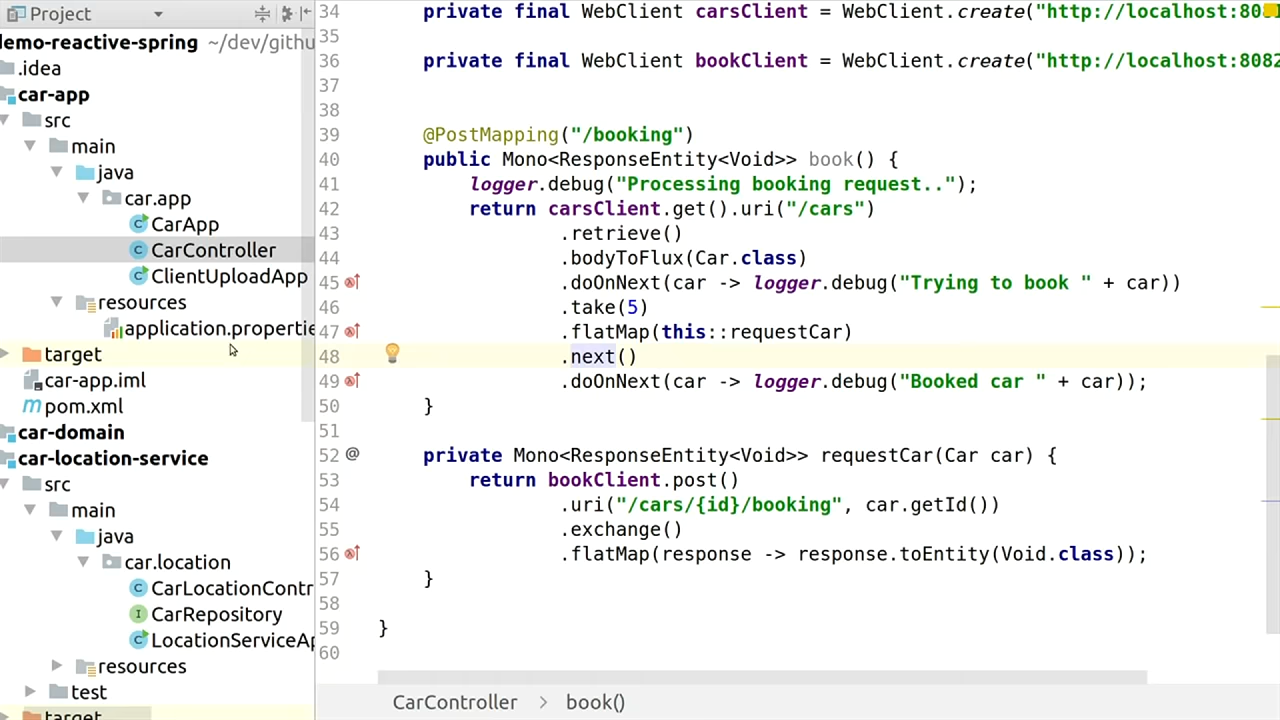 Project
demo-reactive-spring ~/dev/githu
.idea
car-app
src
main
java
car.app
CarApp
CarController
ClientUploadApp
resources
application.propertie
target
car-app.iml
pom.xml
car-domain
car-location-service
src
main
java
car.location
CarLocationContr
CarRepository
LocationServiceAp
resources
test
target
34 private final WebClient carsClient = WebClient.create("http://localhost:808
35
36 private final WebClient bookClient = WebClient.create("http://localhost:8082
37
38
39 @PostMapping("/booking")
40 public Mono<ResponseEntity<Void>> book() {
41 logger.debug("Processing booking request..");
42 return carsClient.get().uri("/cars")
43 .retrieve()
44 .bodyToFlux(Car.class)
45 .doOnNext(car -> logger.debug("Trying to book " + car))
46 .take(5)
47 .flatMap(this::requestCar)
48 .next()
49 .doOnNext(car -> logger.debug("Booked car " + car));
50 }
51
52 @ private Mono<ResponseEntity<Void>> requestCar(Car car) {
53 return bookClient.post()
54 .uri("/cars/{id}/booking", car.getId())
55 .exchange()
56 .flatMap(response -> response.toEntity(Void.class));
57 }
58
59 }
60
CarController > book()